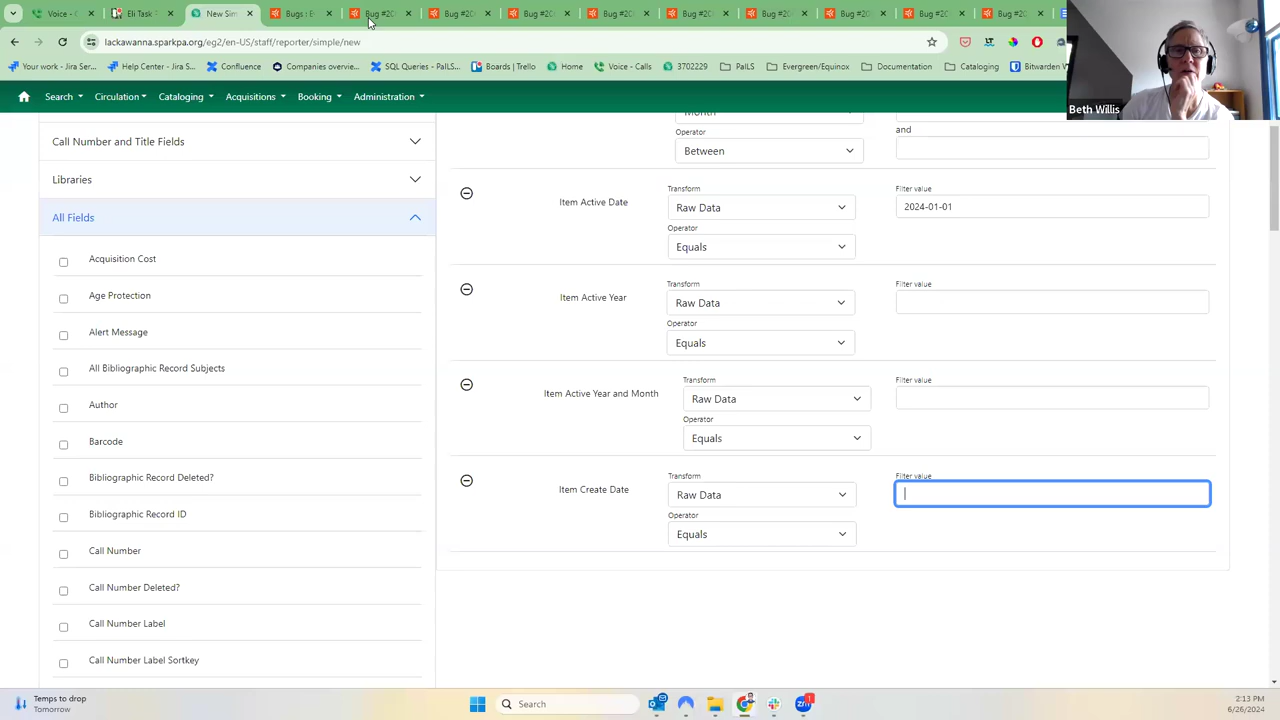 Voice - C
Eli Task
New Sim
Bugs : E
Bug #20
Bug #20
Bug #20
Bug #20
Bug #20
Bug #20
Bug #20
Bug #20
Bug #20
lackawanna.sparkpa.org/eg2/en-US/staff/reporter/simple/new
Your work - Jira Ser...
Help Center - Jira S...
Confluence
Companies overvie...
SQL Queries - PaILS...
Boards | Trello
Home
Voice - Calls
3702229
PaILS
Evergreen/Equinox
Documentation
Cataloging
Bitwarden
Search
Circulation
Cataloging
Acquisitions
Booking
Administration
Beth Willis
Call Number and Title Fields
Libraries
All Fields
Acquisition Cost
Age Protection
Alert Message
All Bibliographic Record Subjects
Author
Barcode
Bibliographic Record Deleted?
Bibliographic Record ID
Call Number
Call Number Deleted?
Call Number Label
Call Number Label Sortkey
Month
and
Operator
Between
Item Active Date
Transform
Raw Data
Operator
Equals
Filter value
2024-01-01
Item Active Year
Transform
Raw Data
Operator
Equals
Filter value
Item Active Year and Month
Transform
Raw Data
Operator
Equals
Filter value
Item Create Date
Transform
Raw Data
Operator
Equals
Filter value
Temps to drop
Tomorrow
Search
2:13 PM
6/26/2024